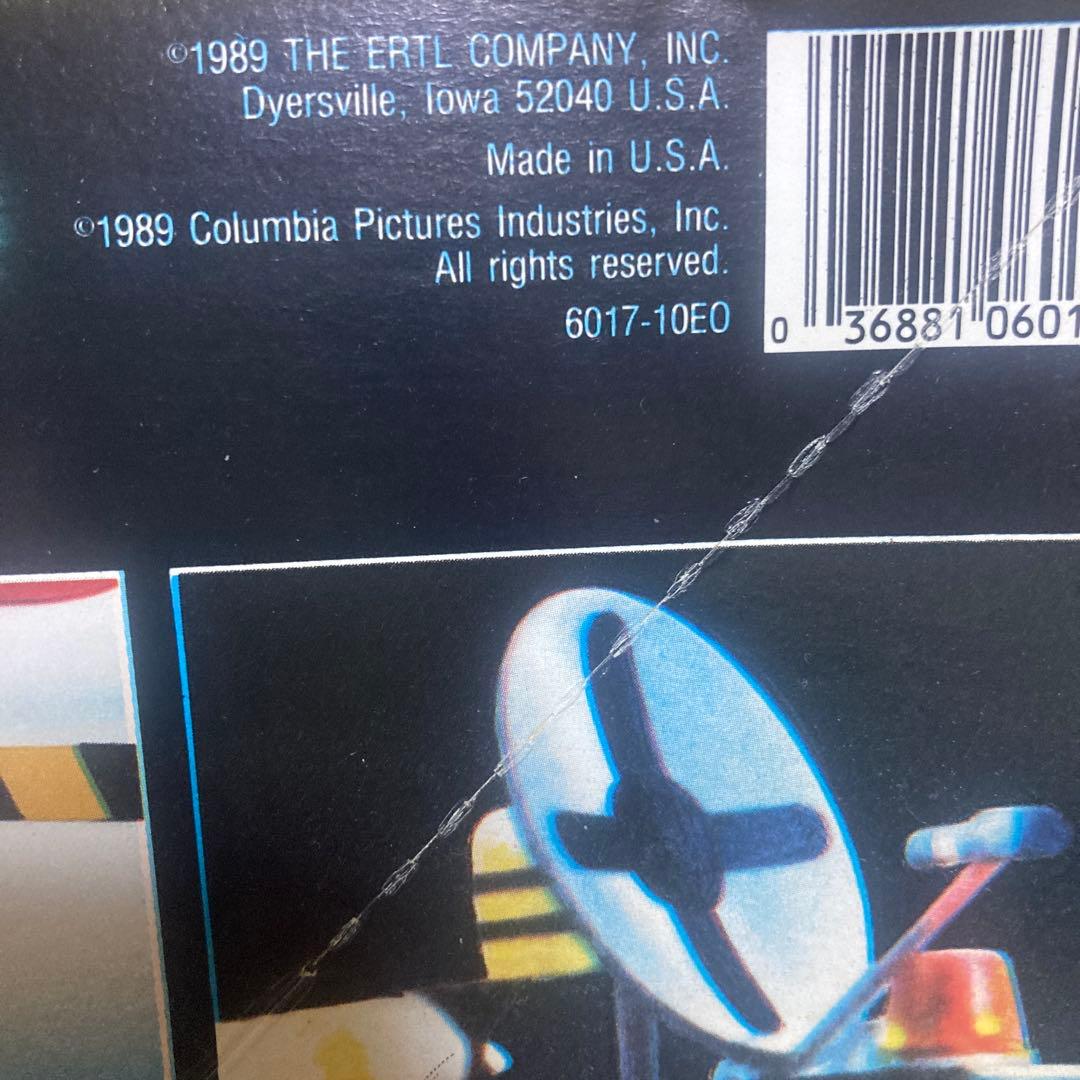 ©1989 THE ERTL COMPANY, INC.
Dyersville, Iowa 52040 U.S.A.
Made in U.S.A.
©1989 Columbia Pictures Industries, Inc.
All rights reserved.
6017-10EO
0 36881 0601